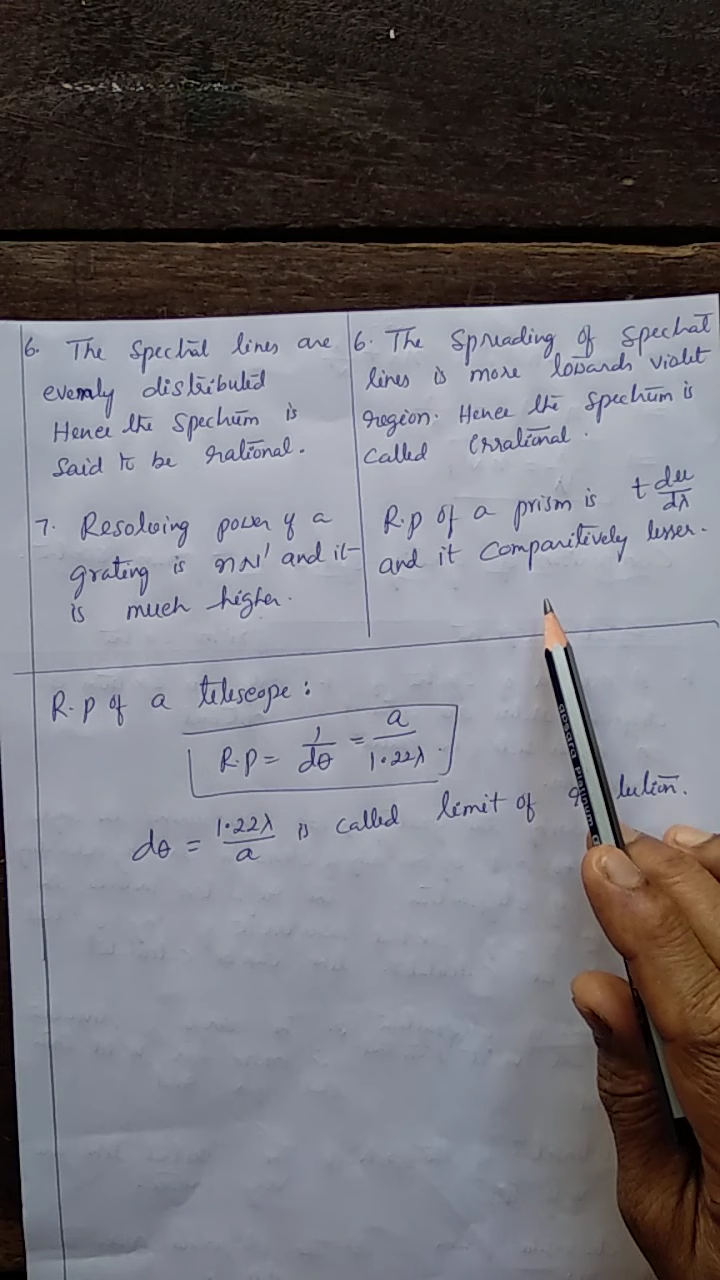 6. The Spectral lines are
evenly distributed
Hence the Spectrum is
Said to be rational.
7. Resolving power of a
grating is nN' and it
is much higher.
6. The Spreading of Spectral
lines is more towards violet
region. Hence the Spectrum is
Called Irrational.
R.p of a prism is t dμ/dλ
and it Comparitively lesser.
R.p of a telescope :
R.p = 1/dθ = a/1.22λ
dθ = 1.22λ/a is called limit of
Platinum